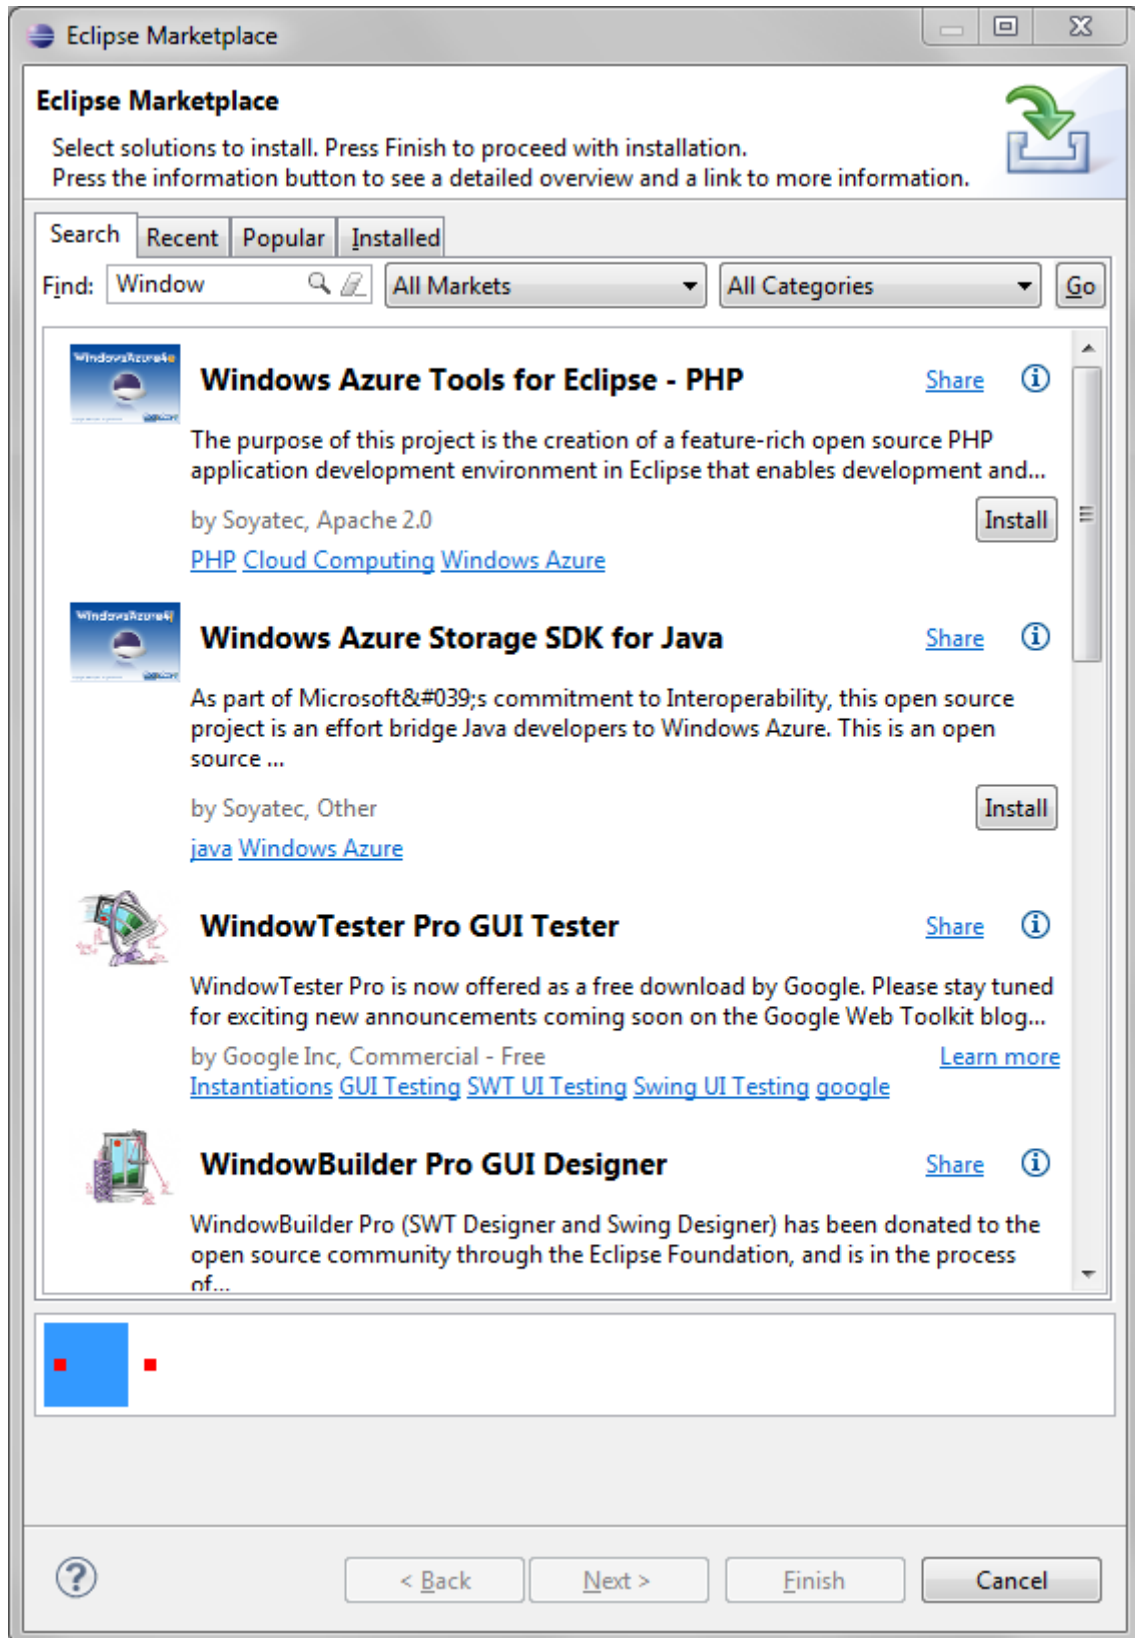 Eclipse Marketplace
Eclipse Marketplace
Select solutions to install. Press Finish to proceed with installation.
Press the information button to see a detailed overview and a link to more information.
Search Recent Popular Installed
Find: Window All Markets All Categories Go
Windows Azure Tools for Eclipse - PHP Share
The purpose of this project is the creation of a feature-rich open source PHP
application development environment in Eclipse that enables development and...
by Soyatec, Apache 2.0 Install
PHP Cloud Computing Windows Azure
Windows Azure Storage SDK for Java Share
As part of Microsoft&#039;s commitment to Interoperability, this open source
project is an effort bridge Java developers to Windows Azure. This is an open
source ...
by Soyatec, Other Install
java Windows Azure
WindowTester Pro GUI Tester Share
WindowTester Pro is now offered as a free download by Google. Please stay tuned
for exciting new announcements coming soon on the Google Web Toolkit blog...
by Google Inc, Commercial - Free Learn more
Instantiations GUI Testing SWT UI Testing Swing UI Testing google
WindowBuilder Pro GUI Designer Share
WindowBuilder Pro (SWT Designer and Swing Designer) has been donated to the
open source community through the Eclipse Foundation, and is in the process
of...
< Back Next > Finish Cancel